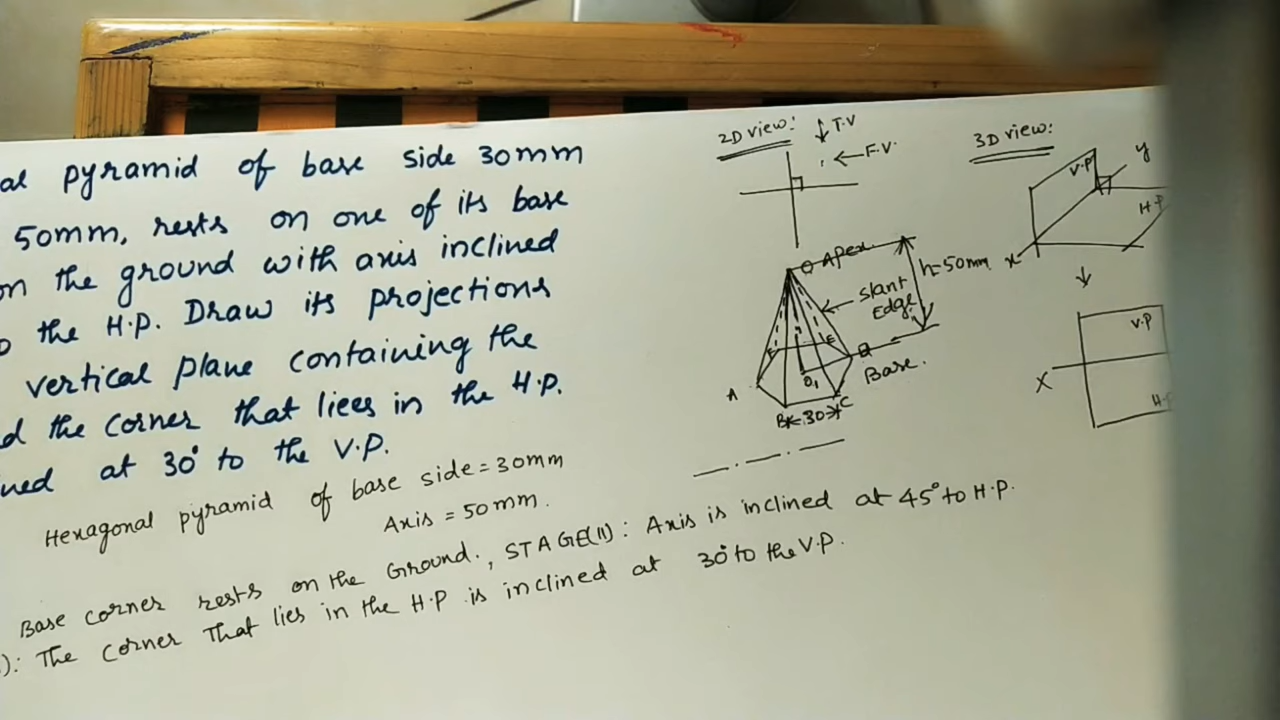 al pyramid of base side 30mm
50mm, rests on one of its base
on the ground with axis inclined
o the H.P. Draw its projections
vertical plane containing the
d the corner that liees in the H.P.
ned at 30° to the V.P.
Hexagonal pyramid of base side = 30mm
Axis = 50mm.
Base corner rests on the Ground., STAGE(II): Axis is inclined at 45° to H.P.
): The corner That lies in the H.P is inclined at 30° to the V.P.
2D view:
T.V
F.V.
O Apex
h=50mm
Slant
Edge
A
B
30
C
E
O1
Base.
3D view:
V.P
y
H.P
x
V.P
X
H.P